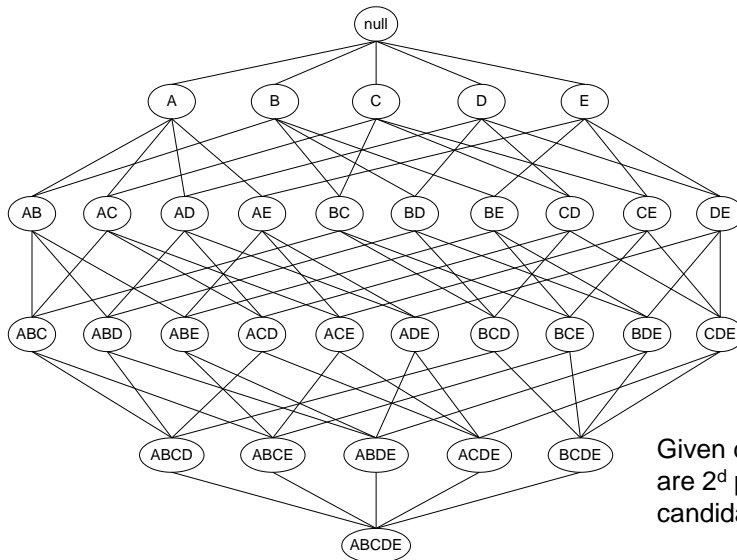 null
A B C D E
AB AC AD AE BC BD BE CD CE DE
ABC ABD ABE ACD ACE ADE BCD BCE BDE CDE
ABCD ABCE ABDE ACDE BCDE
ABCDE
Given
are 2ᵈ